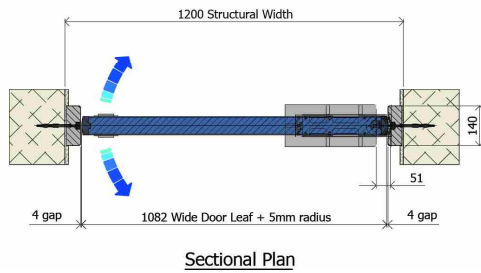 1200 Structural Width
140
51
4 gap
1082 Wide Door Leaf + 5mm radius
4 gap
Sectional Plan